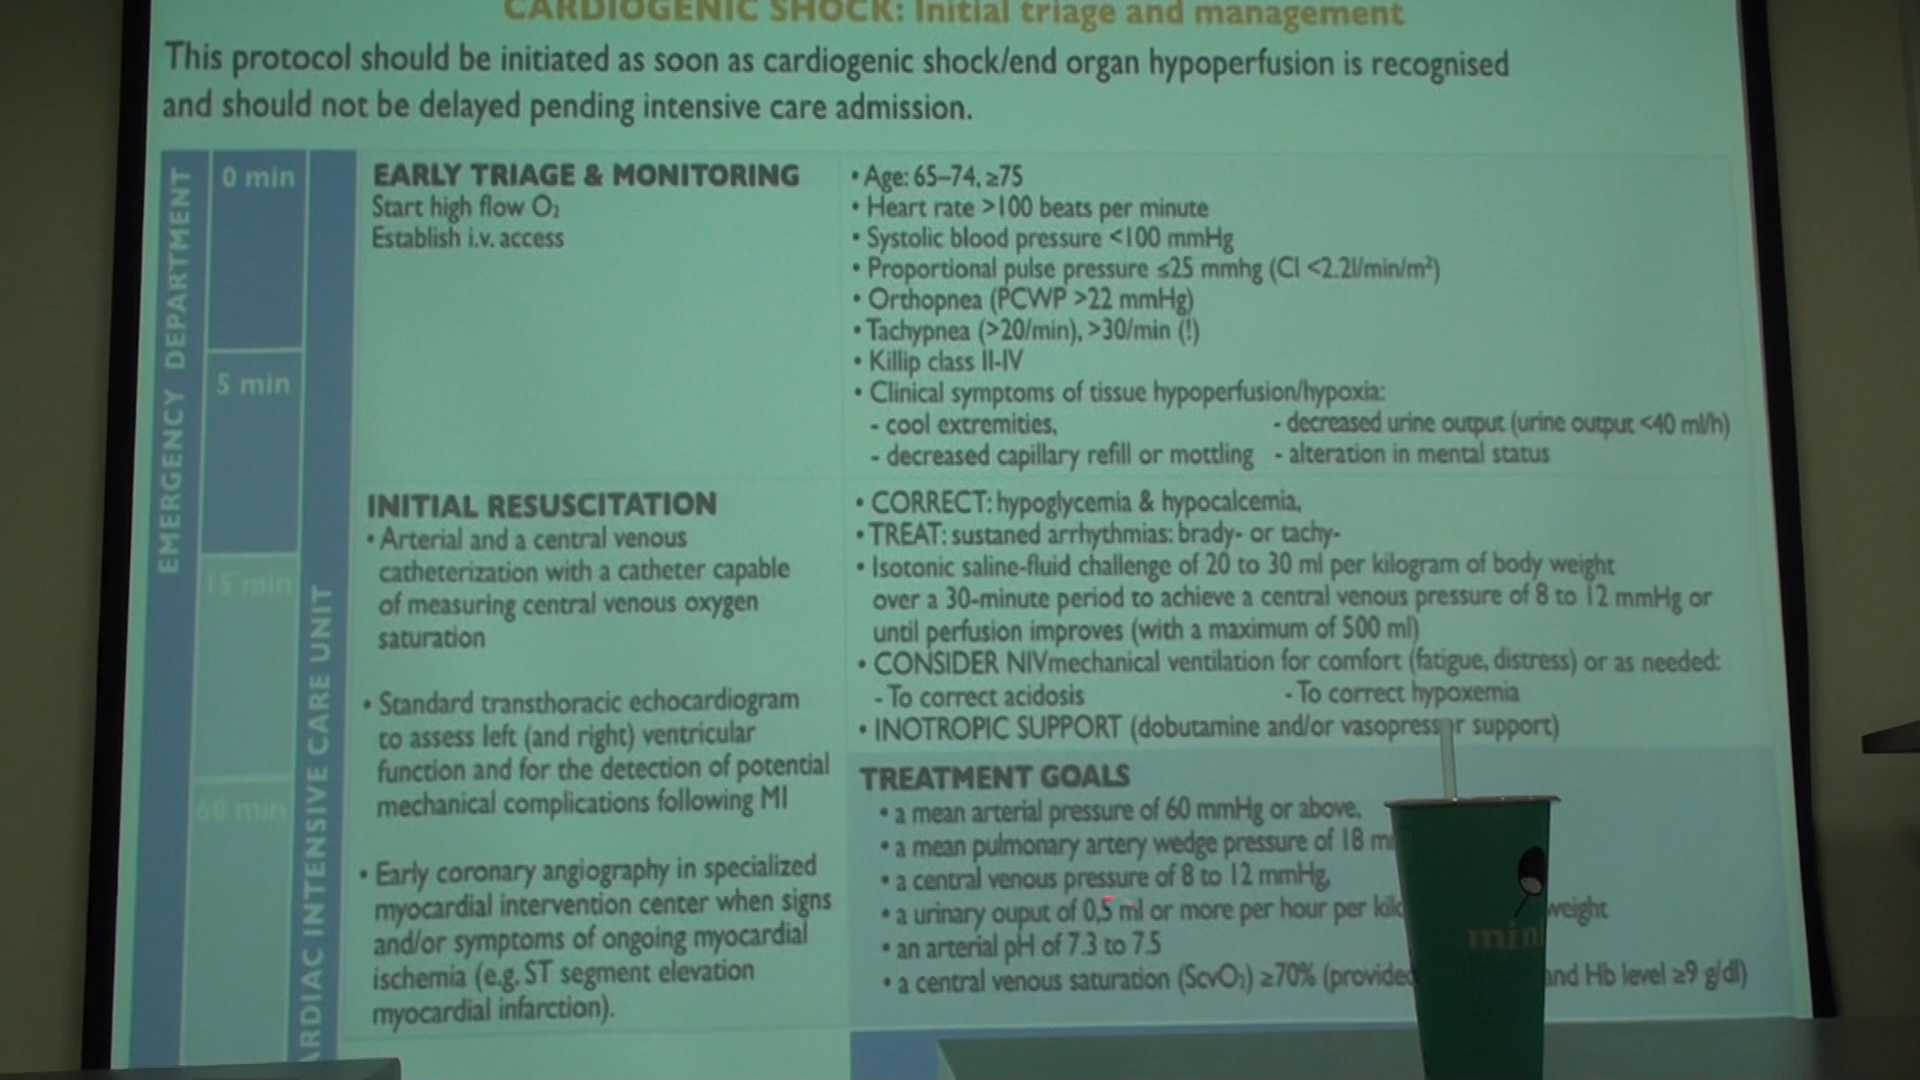 CARDIOGENIC SHOCK: Initial triage and management
This protocol should be initiated as soon as cardiogenic shock/end organ hypoperfusion is recognised
and should not be delayed pending intensive care admission.
EMERGENCY DEPARTMENT
0 min
5 min
15 min
60 min
CARDIAC INTENSIVE CARE UNIT
EARLY TRIAGE & MONITORING
Start high flow O₂
Establish i.v. access
• Age: 65–74, ≥75
• Heart rate >100 beats per minute
• Systolic blood pressure <100 mmHg
• Proportional pulse pressure ≤25 mmhg (CI <2.2l/min/m²)
• Orthopnea (PCWP >22 mmHg)
• Tachypnea (>20/min), >30/min (!)
• Killip class II-IV
• Clinical symptoms of tissue hypoperfusion/hypoxia:
- cool extremities, - decreased urine output (urine output <40 ml/h)
- decreased capillary refill or mottling - alteration in mental status
INITIAL RESUSCITATION
• Arterial and a central venous
catheterization with a catheter capable
of measuring central venous oxygen
saturation
• Standard transthoracic echocardiogram
to assess left (and right) ventricular
function and for the detection of potential
mechanical complications following MI
• Early coronary angiography in specialized
myocardial intervention center when signs
and/or symptoms of ongoing myocardial
ischemia (e.g. ST segment elevation
myocardial infarction).
• CORRECT: hypoglycemia & hypocalcemia,
• TREAT: sustaned arrhythmias: brady- or tachy-
• Isotonic saline-fluid challenge of 20 to 30 ml per kilogram of body weight
over a 30-minute period to achieve a central venous pressure of 8 to 12 mmHg or
until perfusion improves (with a maximum of 500 ml)
• CONSIDER NIVmechanical ventilation for comfort (fatigue, distress) or as needed:
- To correct acidosis - To correct hypoxemia
• INOTROPIC SUPPORT (dobutamine and/or vasopressor support)
TREATMENT GOALS
• a mean arterial pressure of 60 mmHg or above,
• a mean pulmonary artery wedge pressure of 18
• a central venous pressure of 8 to 12 mmHg,
• a urinary ouput of 0,5 ml or more per hour per weight
• an arterial pH of 7.3 to 7.5
• a central venous saturation (ScvO₂) ≥70% (provided and Hb level ≥9 g/dl)